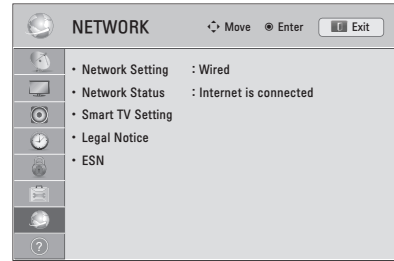 NETWORK Move Enter Exit
• Network Setting : Wired
• Network Status : Internet is connected
• Smart TV Setting
• Legal Notice
• ESN
?